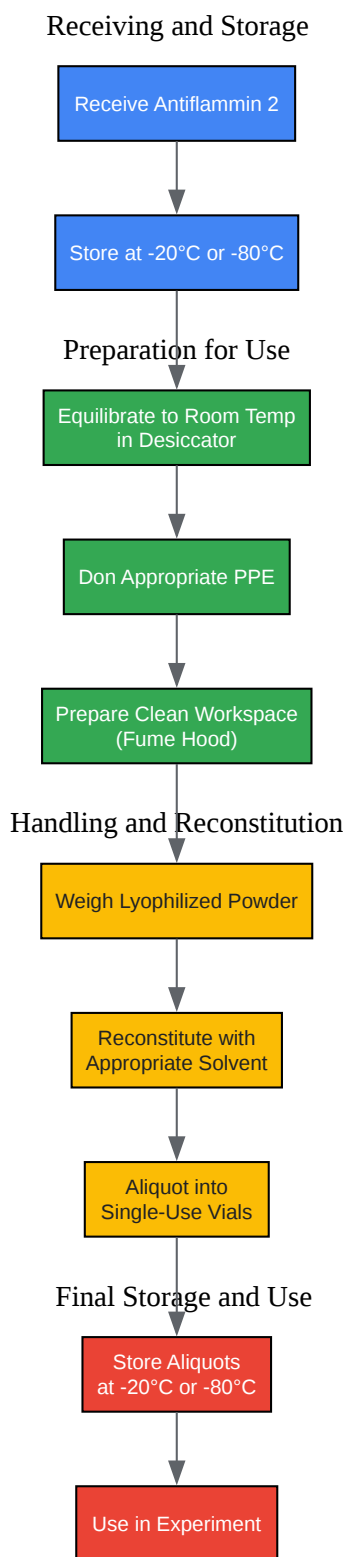 Receiving and Storage
Receive Antiflammin 2
Store at -20°C or -80°C
Preparation for Use
Equilibrate to Room Temp
in Desiccator
Don Appropriate PPE
Prepare Clean Workspace
(Fume Hood)
Handling and Reconstitution
Weigh Lyophilized Powder
Reconstitute with
Appropriate Solvent
Aliquot into
Single-Use Vials
Final Storage and Use
Store Aliquots
at -20°C or -80°C
Use in Experiment